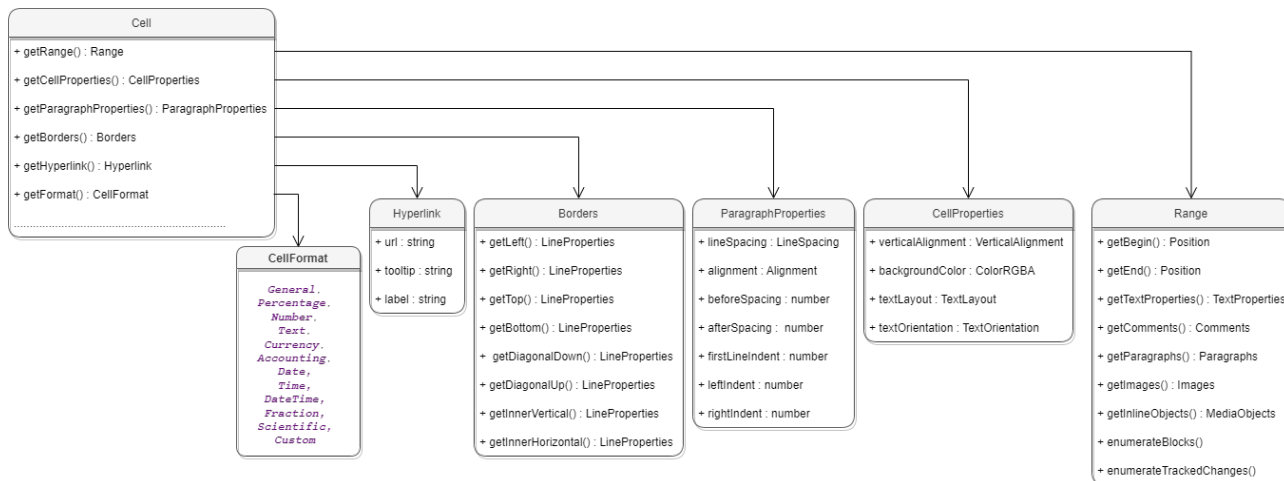 Cell
+ getRange() : Range
+ getCellProperties() : CellProperties
+ getParagraphProperties() : ParagraphProperties
+ getBorders() : Borders
+ getHyperlink() : Hyperlink
+ getFormat() : CellFormat
CellFormat
General.
Percentage.
Number.
Text.
Currency.
Accounting.
Date,
Time,
DateTime,
Fraction,
Scientific,
Custom
Hyperlink
+ url : string
+ tooltip : string
+ label : string
Borders
+ getLeft() : LineProperties
+ getRight() : LineProperties
+ getTop() : LineProperties
+ getBottom() : LineProperties
+ getDiagonalDown() : LineProperties
+ getDiagonalUp() : LineProperties
+ getInnerVertical() : LineProperties
+ getInnerHorizontal() : LineProperties
ParagraphProperties
+ lineSpacing : LineSpacing
+ alignment : Alignment
+ beforeSpacing : number
+ afterSpacing : number
+ firstLineIndent : number
+ leftIndent : number
+ rightIndent : number
CellProperties
+ verticalAlignment : VerticalAlignment
+ backgroundColor : ColorRGBA
+ textLayout : TextLayout
+ textOrientation : TextOrientation
Range
+ getBegin() : Position
+ getEnd() : Position
+ getTextProperties() : TextProperties
+ getComments() : Comments
+ getParagraphs() : Paragraphs
+ getImages() : Images
+ getInlineObjects() : MediaObjects
+ enumerateBlocks()
+ enumerateTrackedChanges()